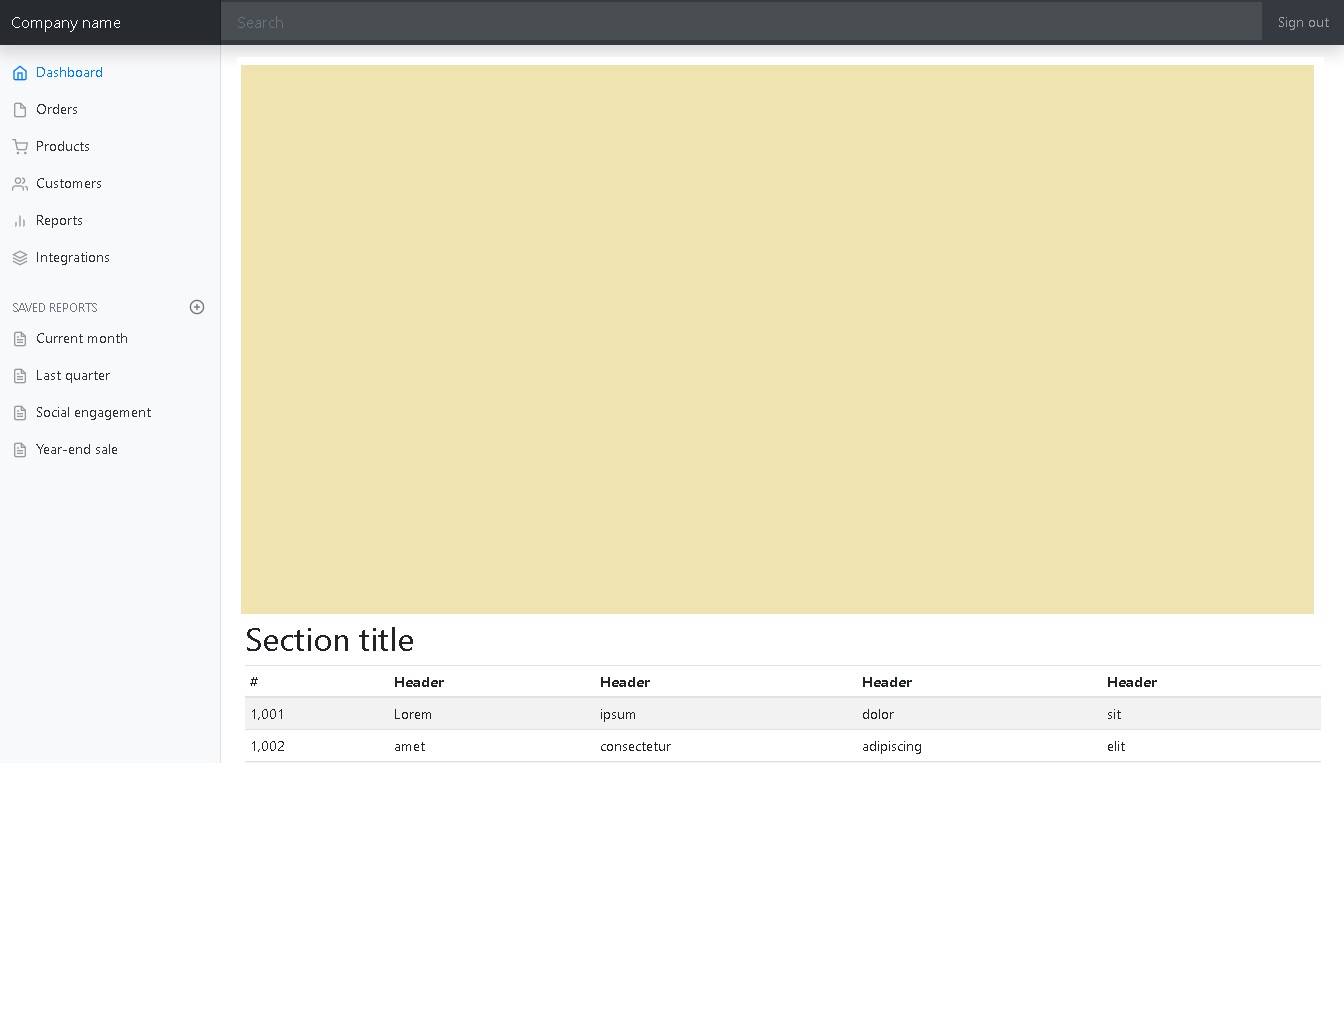 Company name
Search
Sign out
Dashboard
Orders
Products
Customers
Reports
Integrations
SAVED REPORTS
Current month
Last quarter
Social engagement
Year-end sale
Section title
# Header Header Header Header
1,001 Lorem ipsum dolor sit
1,002 amet consectetur adipiscing elit